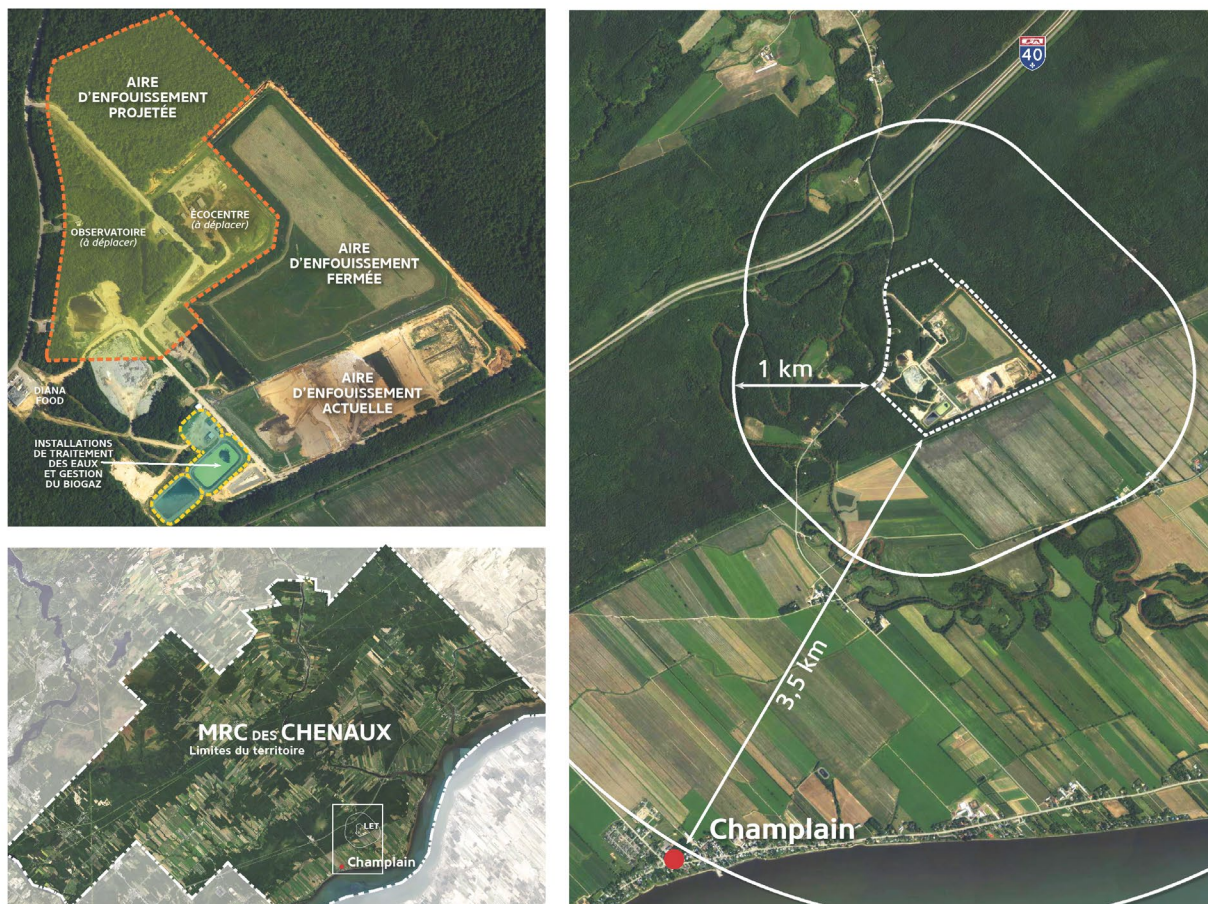 AIRE
D'ENFOUISSEMENT
PROJETÉE
ÉCOCENTRE
(à déplacer)
OBSERVATOIRE
(à déplacer)
AIRE
D'ENFOUISSEMENT
FERMÉE
AIRE
D'ENFOUISSEMENT
ACTUELLE
DIANA
FOOD
INSTALLATIONS
DE TRAITEMENT
DES EAUX
ET GESTION
DU BIOGAZ
MRC DES CHENAUX
Limites du territoire
LET
Champlain
40
1 km
3,5 km
Champlain